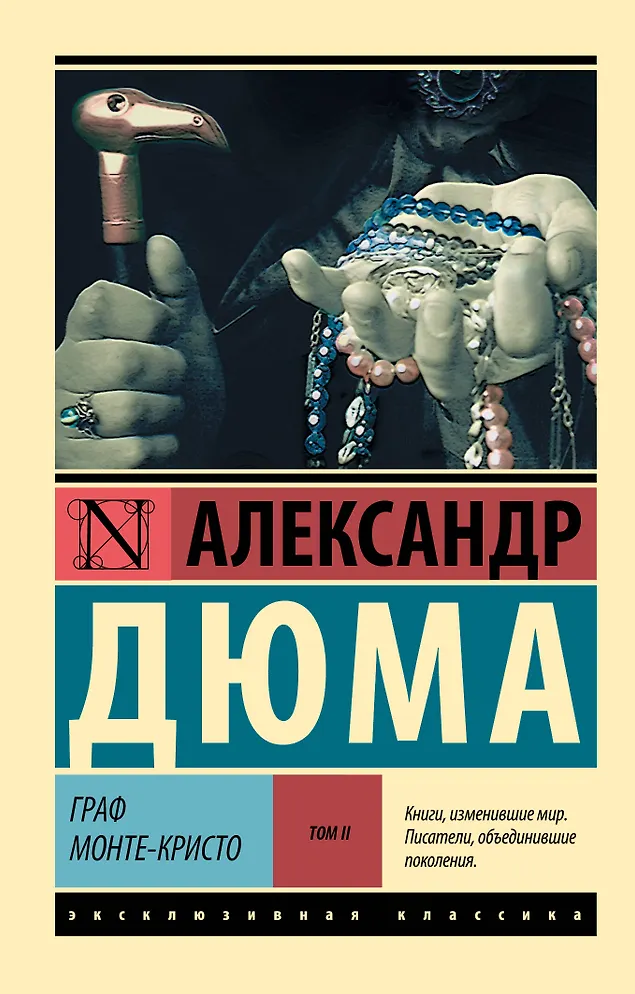 N
АЛЕКСАНДР
ДЮМА
ГРАФ
МОНТЕ-КРИСТО
ТОМ II
Книги, изменившие мир.
Писатели, объединившие
поколения.
эксклюзивная классика